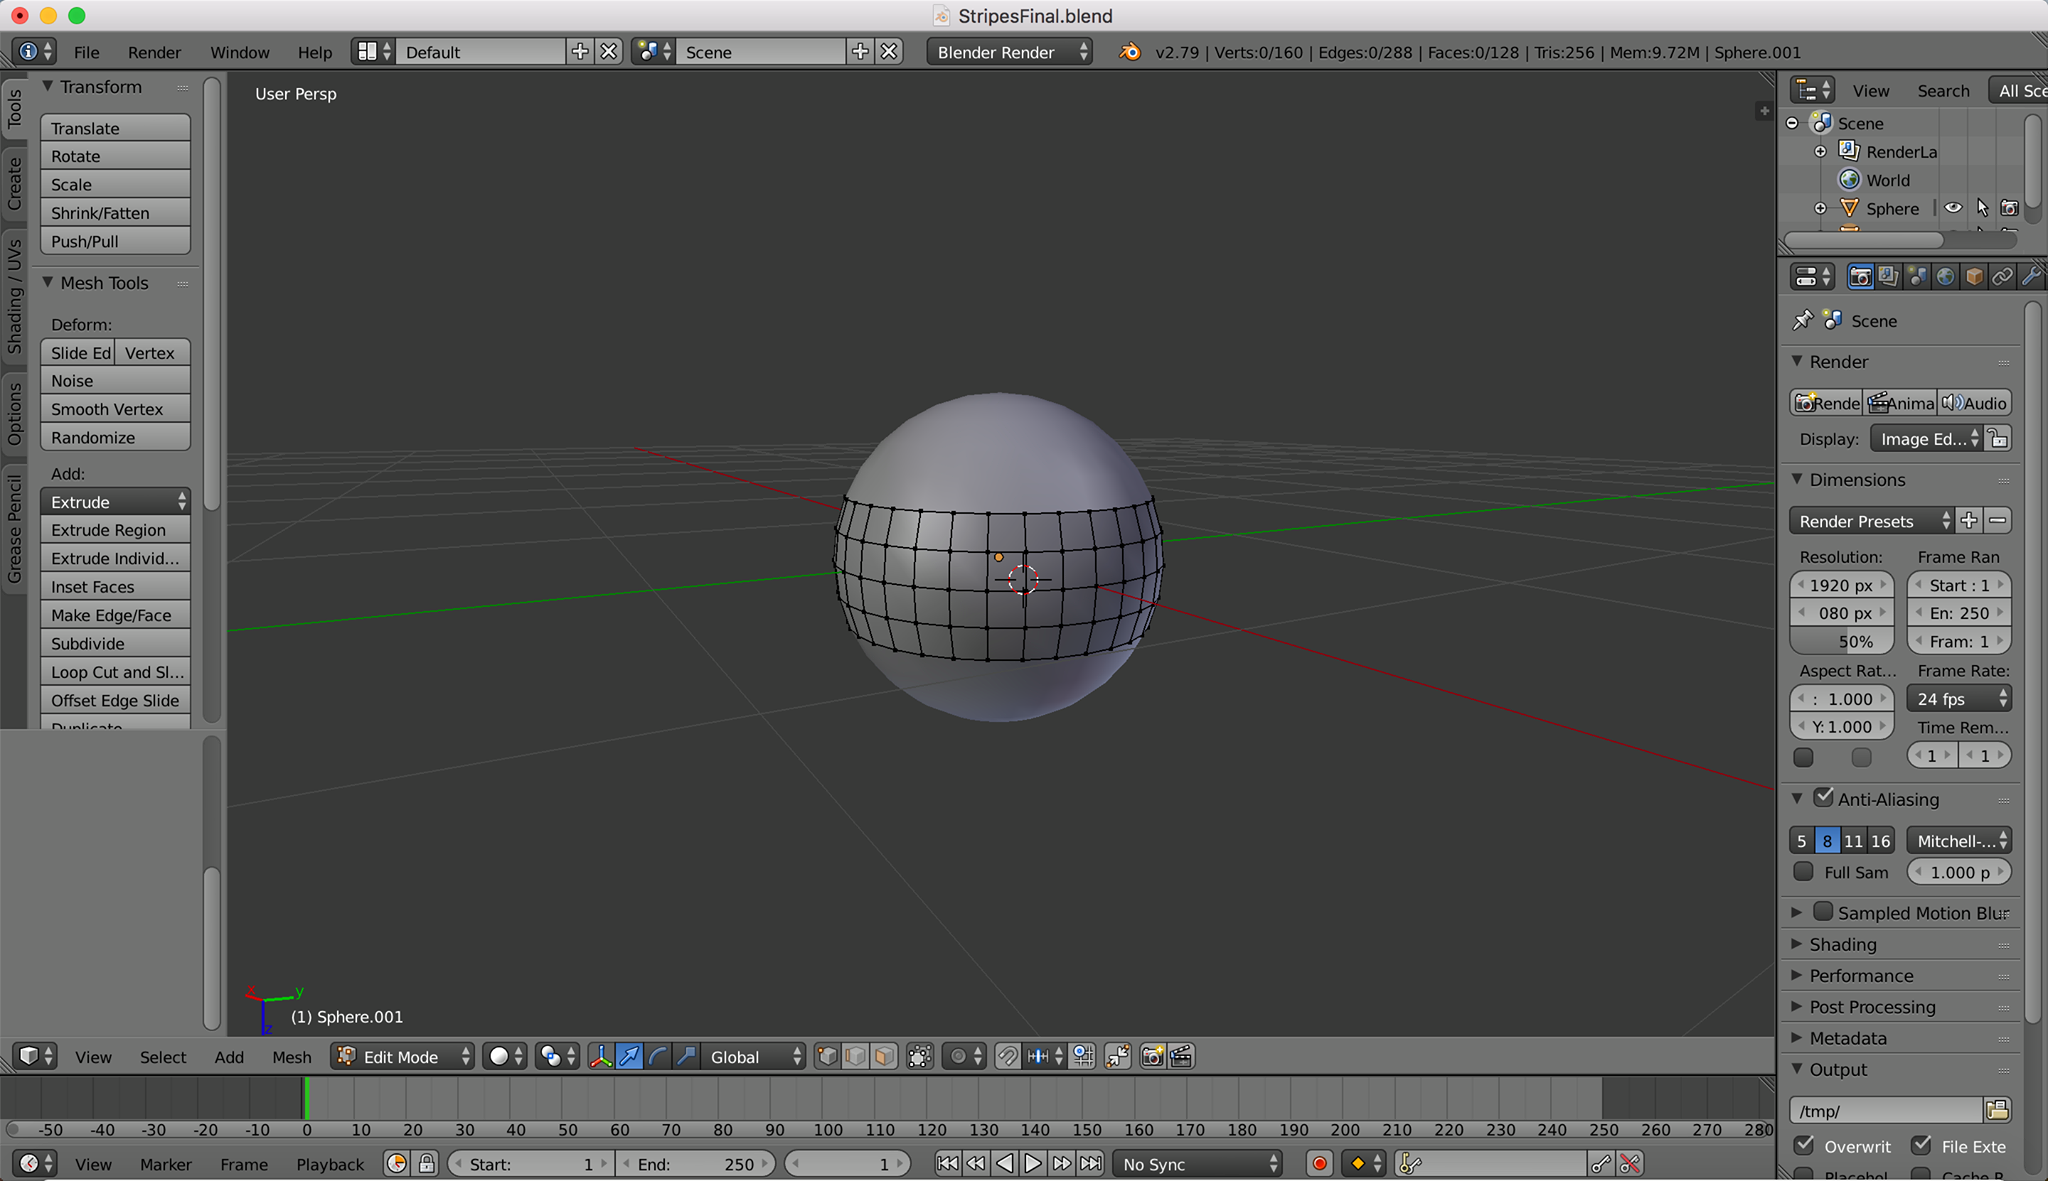 StripesFinal.blend
File Render Window Help Default Scene Blender Render v2.79 | Verts:0/160 | Edges:0/288 | Faces:0/128 | Tris:256 | Mem:9.72M | Sphere.001
Tools
Create
Shading / UVs
Options
Grease Pencil
Transform
Translate
Rotate
Scale
Shrink/Fatten
Push/Pull
Mesh Tools
Deform:
Slide Ed Vertex
Noise
Smooth Vertex
Randomize
Add:
Extrude
Extrude Region
Extrude Individ...
Inset Faces
Make Edge/Face
Subdivide
Loop Cut and Sl...
Offset Edge Slide
Duplicate
User Persp
x y
z
(1) Sphere.001
View Search All Sce
Scene
RenderLa
World
Sphere
Scene
Render
Rende Anima Audio
Display: Image Ed...
Dimensions
Render Presets
Resolution: Frame Ran
1920 px Start : 1
080 px En: 250
50% Fram: 1
Aspect Rat... Frame Rate:
: 1.000 24 fps
Y: 1.000 Time Rem...
1 1
Anti-Aliasing
5 8 11 16 Mitchell-...
Full Sam 1.000 p
Sampled Motion Blur
Shading
Performance
Post Processing
Metadata
Output
/tmp/
Overwrit File Exte
Placehol Cache R
View Select Add Mesh Edit Mode Global
-50 -40 -30 -20 -10 0 10 20 30 40 50 60 70 80 90 100 110 120 130 140 150 160 170 180 190 200 210 220 230 240 250 260 270 280
View Marker Frame Playback Start: 1 End: 250 1 No Sync